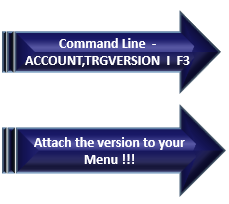 Command Line -
ACCOUNT,TRGVERSION I F3
Attach the version to your
Menu !!!